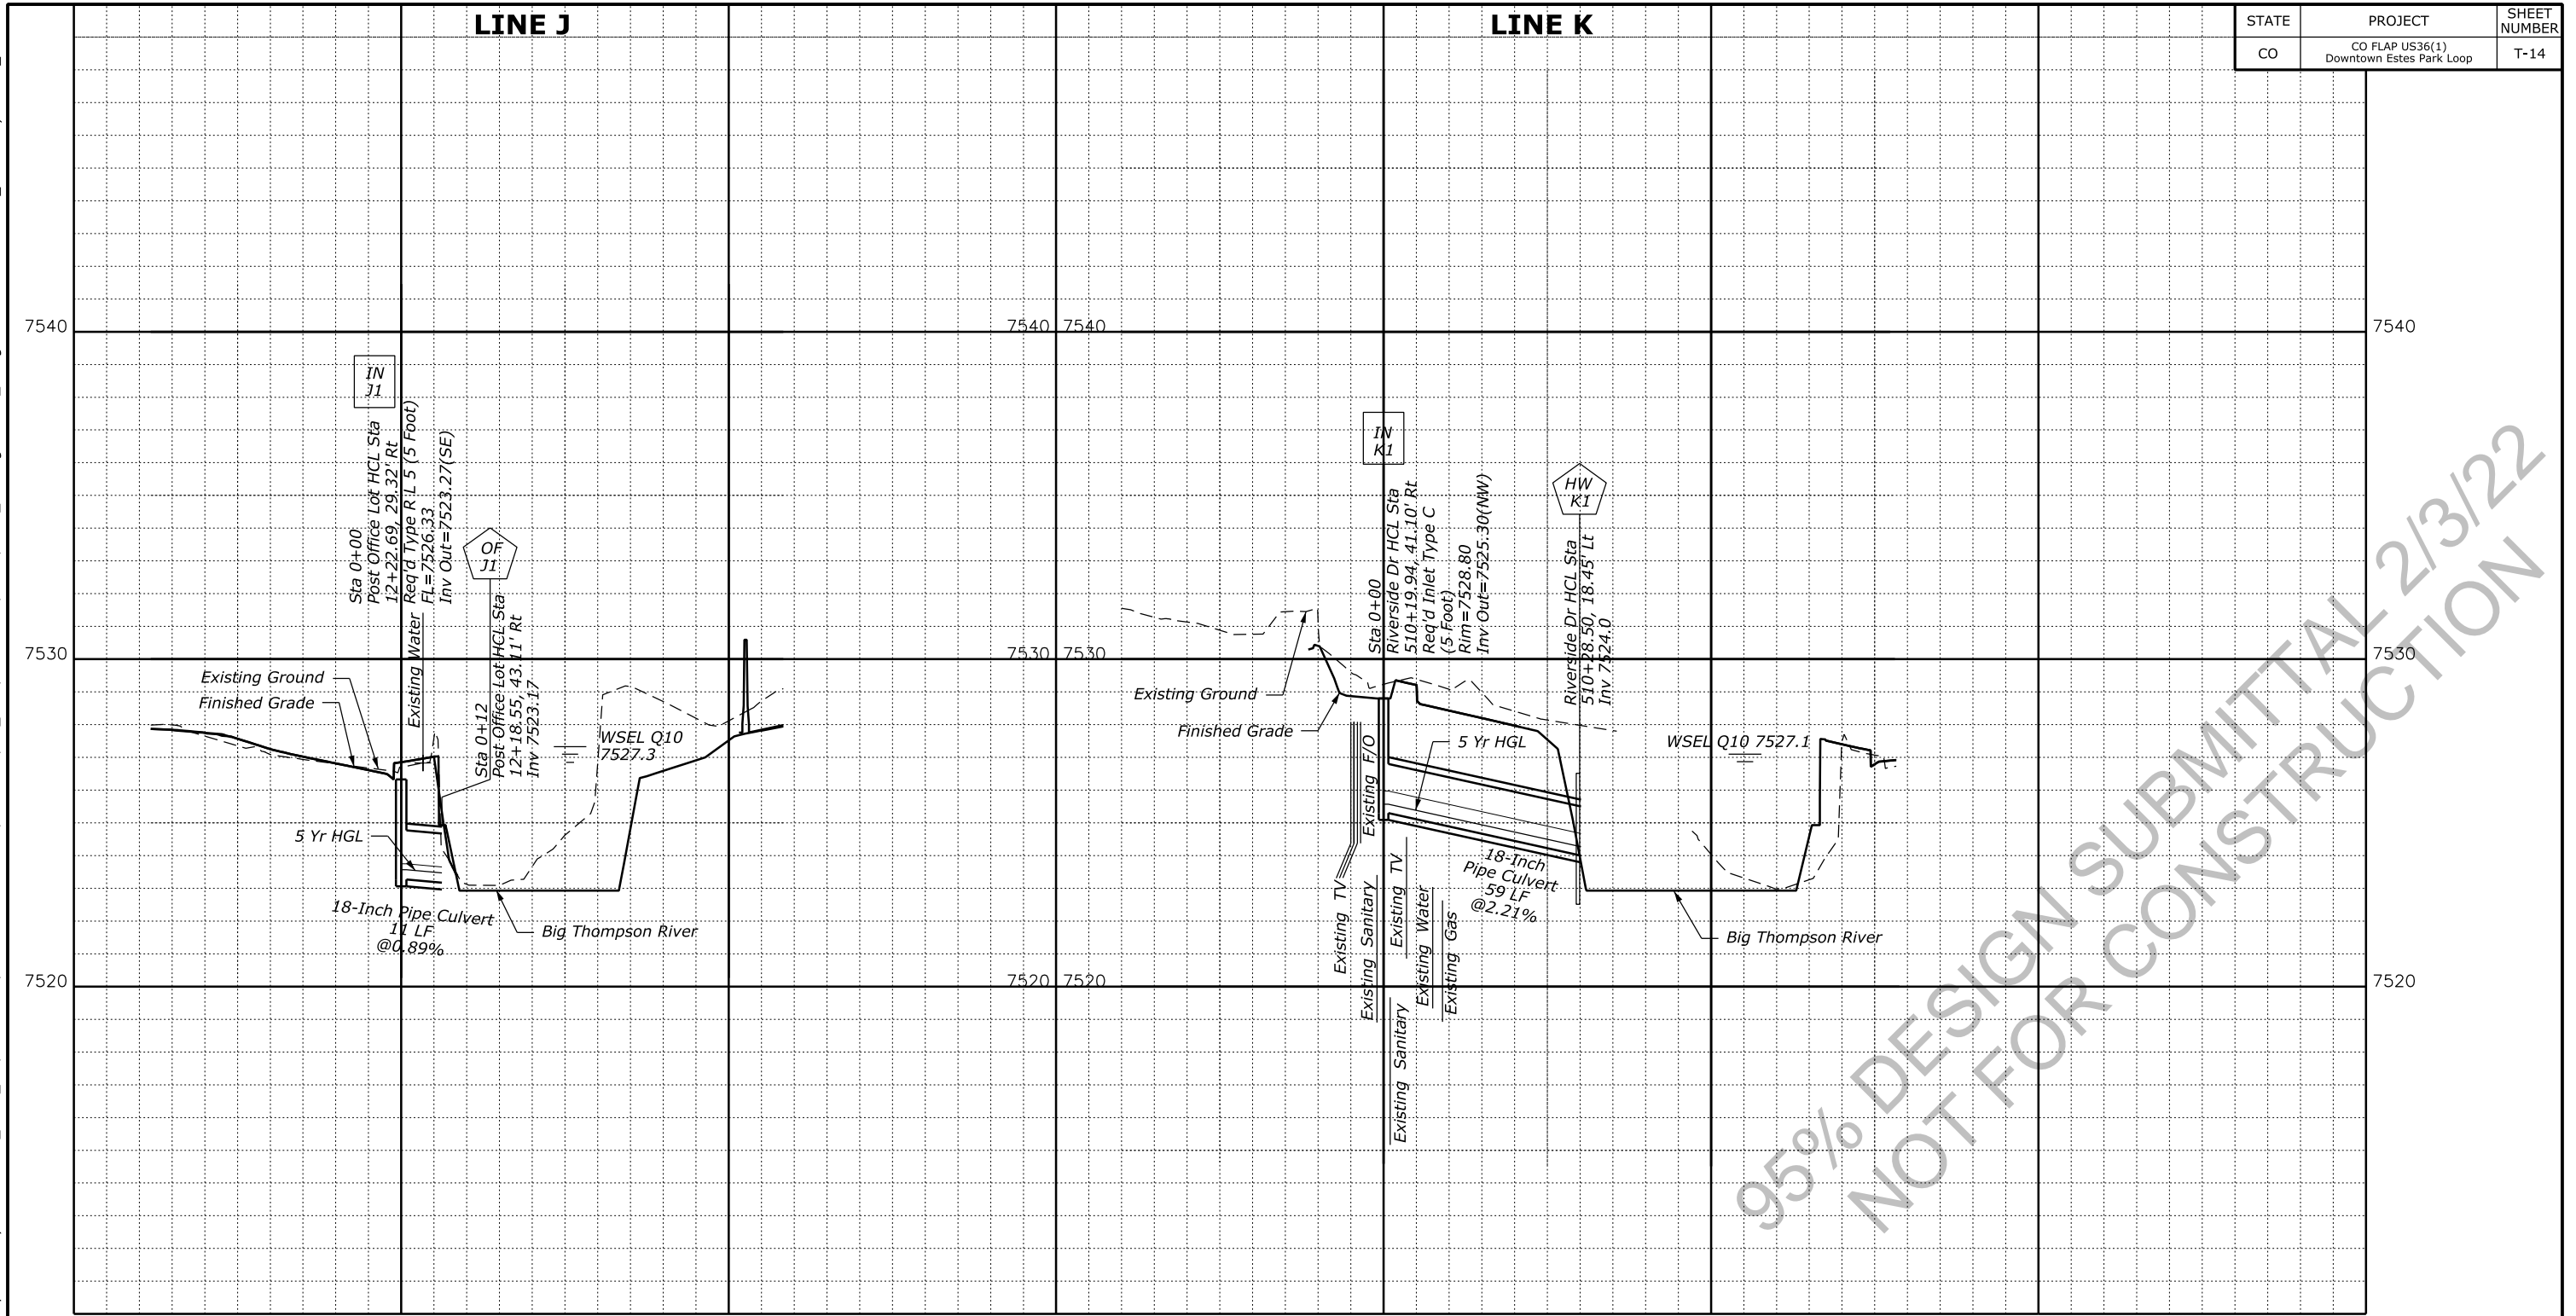 LINE J
LINE K
STATE
PROJECT
SHEET
NUMBER
CO
CO FLAP US36(1)
Downtown Estes Park Loop
T-14
7540
7540
7540
7540
IN
J1
Sta 0+00
Post Office Lot HCL Sta
12+22.69, 29.32' Rt
Req'd Type R L 5 (5 Foot)
FL=7526.33
Inv Out=7523.27(SE)
OF
J1
Sta 0+12
Post Office Lot HCL Sta
12+18.55, 43.11' Rt
Inv 7523.17
Existing Water
7530
7530
7530
Existing Ground
Finished Grade
WSEL Q10
7527.3
5 Yr HGL
18-Inch Pipe Culvert
11 LF
@0.89%
Big Thompson River
7520
7520
7520
7520
IN
K1
Sta 0+00
Riverside Dr HCL Sta
510+19.94, 41.10' Rt
Req'd Inlet Type C
(5 Foot)
Rim=7528.80
Inv Out=7525.30(NW)
HW
K1
Riverside Dr HCL Sta
510+28.50, 18.45' Lt
Inv 7524.0
7530
Existing Ground
Finished Grade
5 Yr HGL
WSEL Q10 7527.1
Existing F/O
Existing TV
Existing Sanitary
Existing TV
Existing Water
Existing Gas
Existing Sanitary
18-Inch
Pipe Culvert
59 LF
@2.21%
Big Thompson River
95% DESIGN SUBMITTAL 2/3/22
NOT FOR CONSTRUCTION